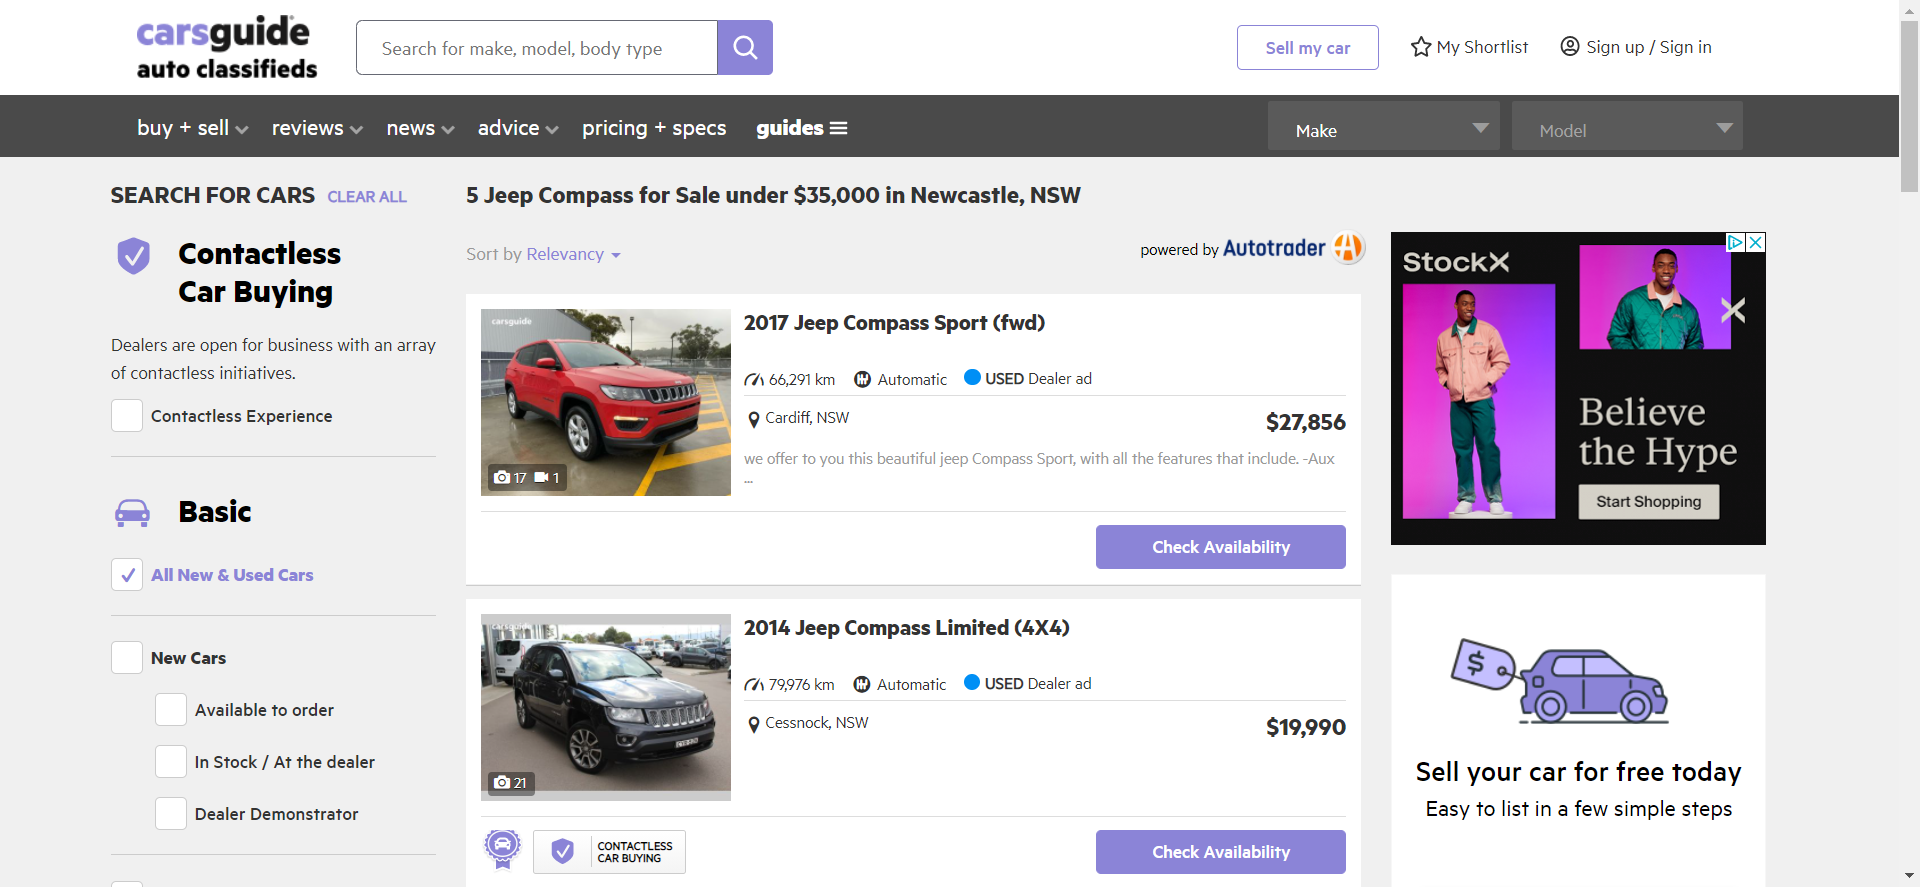 carsguide
auto classifieds
Search for make, model, body type
Sell my car
My Shortlist
Sign up / Sign in
buy + sell
reviews
news
advice
pricing + specs
guides
Make
Model
SEARCH FOR CARS CLEAR ALL
Contactless
Car Buying
Dealers are open for business with an array
of contactless initiatives.
Contactless Experience
Basic
All New & Used Cars
New Cars
Available to order
In Stock / At the dealer
Dealer Demonstrator
5 Jeep Compass for Sale under $35,000 in Newcastle, NSW
Sort by Relevancy
powered by Autotrader
carsguide
17 1
2017 Jeep Compass Sport (fwd)
66,291 km Automatic USED Dealer ad
Cardiff, NSW
$27,856
we offer to you this beautiful jeep Compass Sport, with all the features that include. -Aux
...
Check Availability
21
2014 Jeep Compass Limited (4X4)
79,976 km Automatic USED Dealer ad
Cessnock, NSW
$19,990
CONTACTLESS
CAR BUYING
Check Availability
StockX
Believe
the Hype
Start Shopping
$
Sell your car for free today
Easy to list in a few simple steps